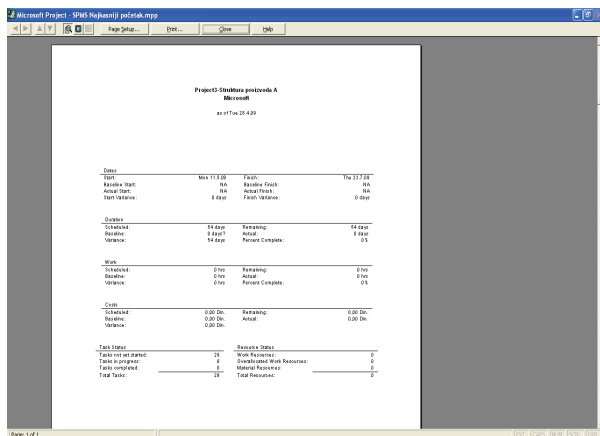 Microsoft Project - SPMS Najkasniji početak.mpp
Page Setup... Print... Close Help
Project3-Struktura proizvoda A
Microsoft
as of Tue 28.4.09
Dates
Start: Mon 11.5.09 Finish: Thu 23.7.09
Baseline Start: NA Baseline Finish: NA
Actual Start: NA Actual Finish: NA
Start Variance: 0 days Finish Variance: 0 days
Duration
Scheduled: 54 days Remaining: 54 days
Baseline: 0 days? Actual: 0 days
Variance: 54 days Percent Complete: 0%
Work
Scheduled: 0 hrs Remaining: 0 hrs
Baseline: 0 hrs Actual: 0 hrs
Variance: 0 hrs Percent Complete: 0%
Costs
Scheduled: 0,00 Din. Remaining: 0,00 Din.
Baseline: 0,00 Din. Actual: 0,00 Din.
Variance: 0,00 Din.
Task Status Resource Status
Tasks not yet started: 29 Work Resources: 0
Tasks in progress: 0 Overallocated Work Resources: 0
Tasks completed: 0 Material Resources: 0
Total Tasks: 29 Total Resources: 0
Page: 1 of 1 EXT CAPS NUM SCRL OVR